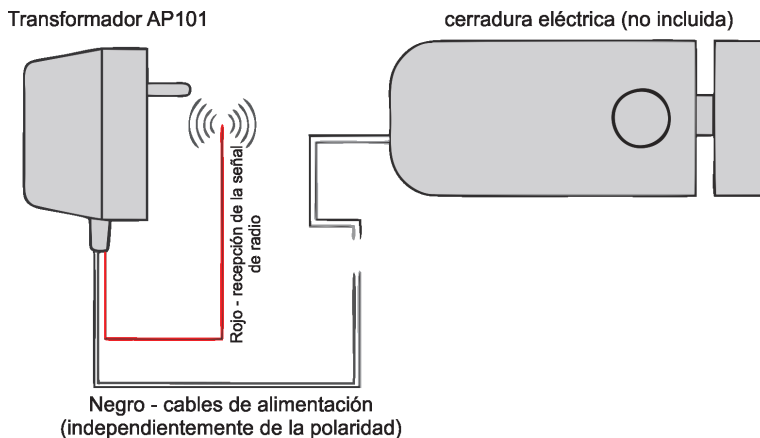 Transformador AP101
cerradura eléctrica (no incluida)
Rojo - recepción de la señal
de radio
Negro - cables de alimentación
(independientemente de la polaridad)